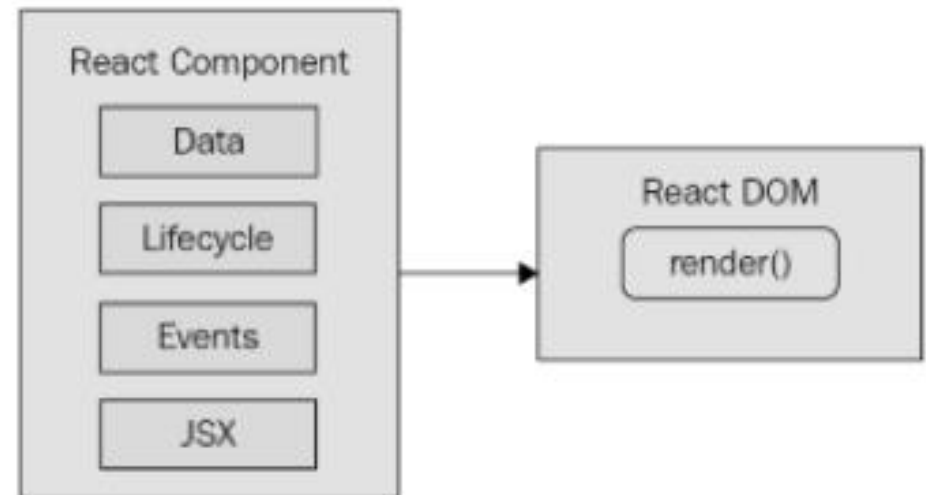 React Component
Data
Lifecycle
Events
JSX
React DOM
render()